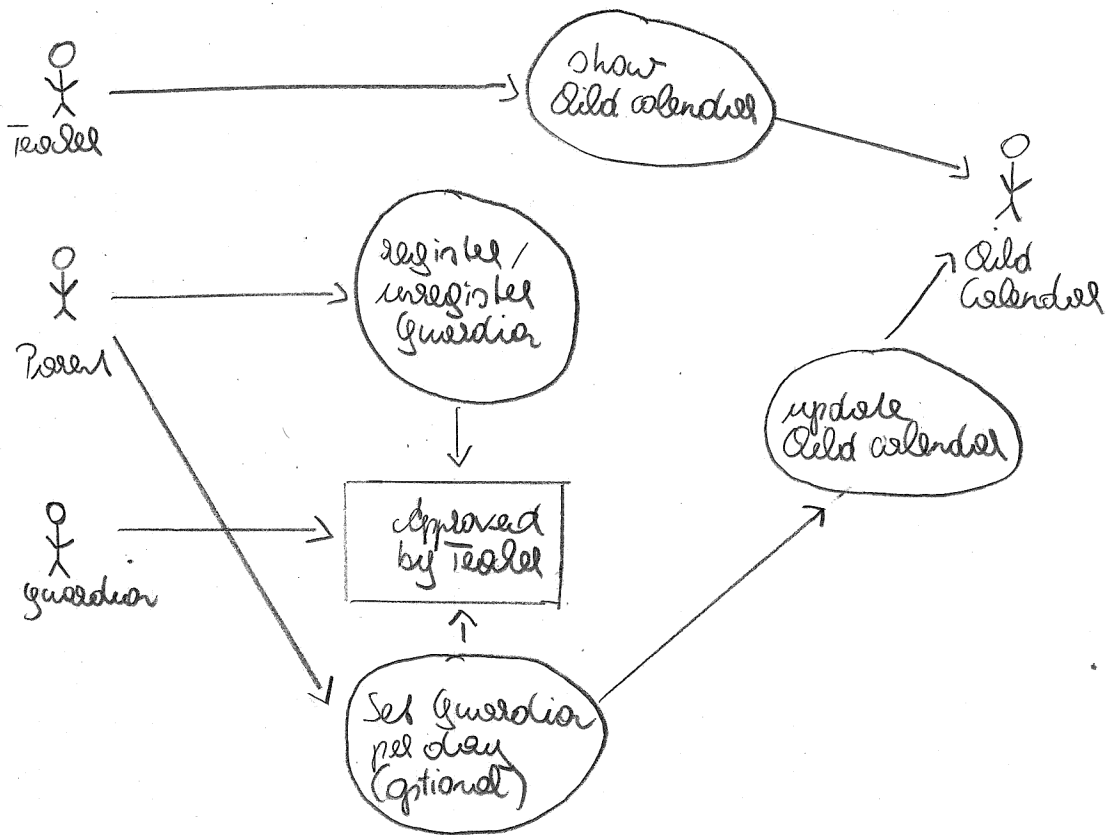 Teacher
show
Child calendar
Child
Calendar
Parent
register /
unregister
Guardian
update
Child calendar
guardian
Approved
by Teacher
Set Guardian
per day
(optional)